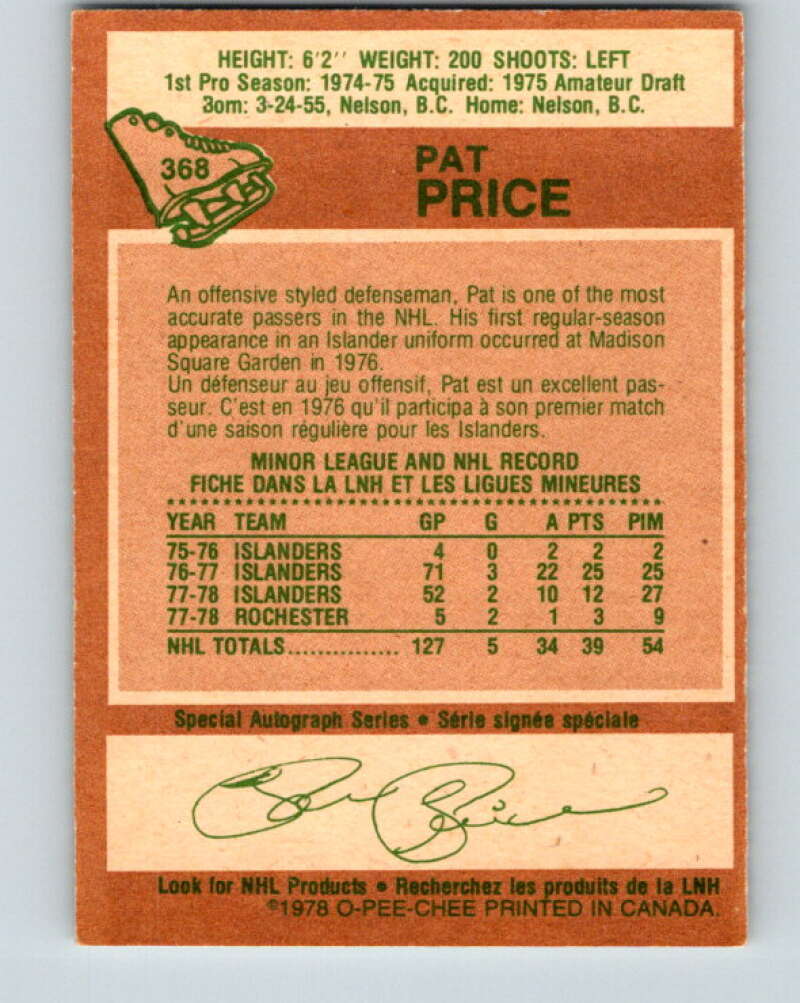 HEIGHT: 6'2'' WEIGHT: 200 SHOOTS: LEFT
1st Pro Season: 1974-75 Acquired: 1975 Amateur Draft
Born: 3-24-55, Nelson, B.C. Home: Nelson, B.C.
368
PAT
PRICE
An offensive styled defenseman, Pat is one of the most
accurate passers in the NHL. His first regular-season
appearance in an Islander uniform occurred at Madison
Square Garden in 1976.
Un défenseur au jeu offensif, Pat est un excellent pas-
seur. C'est en 1976 qu'il participa à son premier match
d'une saison régulière pour les Islanders.
MINOR LEAGUE AND NHL RECORD
FICHE DANS LA LNH ET LES LIGUES MINEURES
YEAR TEAM GP G A PTS PIM
75-76 ISLANDERS 4 0 2 2 2
76-77 ISLANDERS 71 3 22 25 25
77-78 ISLANDERS 52 2 10 12 27
77-78 ROCHESTER 5 2 1 3 9
NHL TOTALS............... 127 5 34 39 54
Special Autograph Series • Série signée spéciale
Pat Price
Look for NHL Products • Recherchez les produits de la LNH
©1978 O-PEE-CHEE PRINTED IN CANADA.